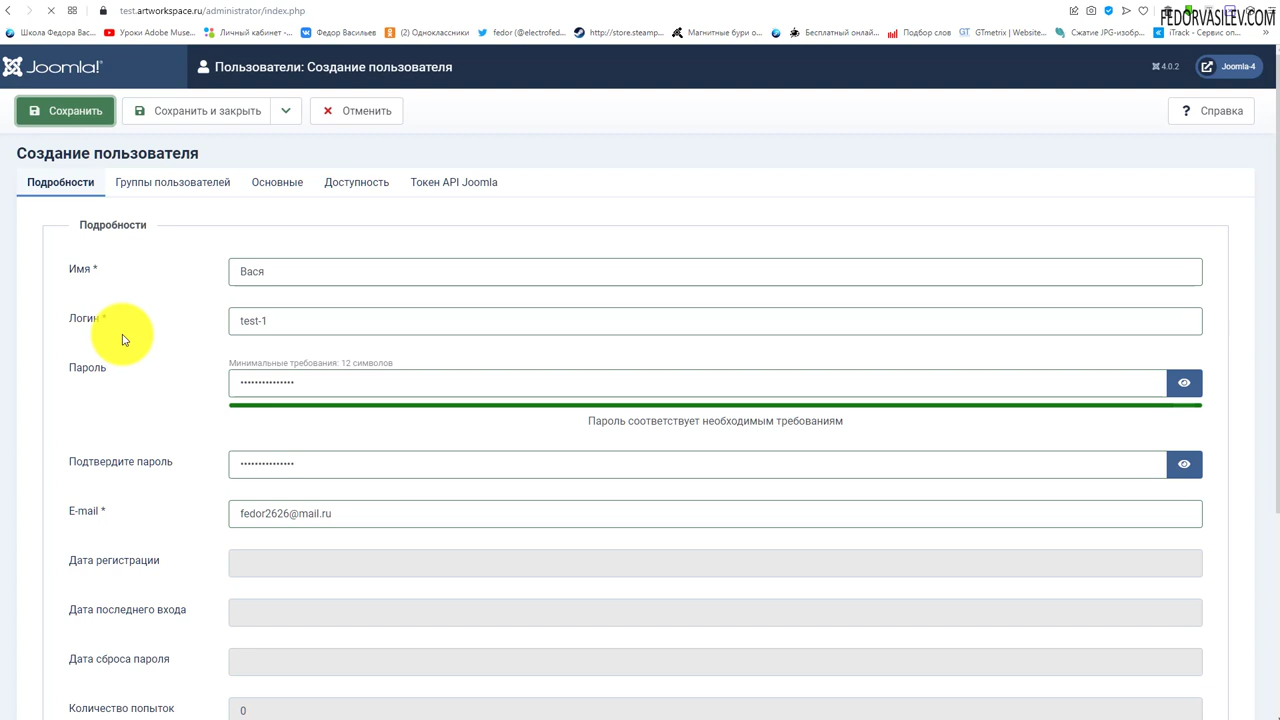 test.artworkspace.ru/administrator/index.php
FEDORVASILEV.COM
Школа Федора Вас...
Уроки Adobe Muse...
Личный кабинет -...
Федор Васильев
(2) Одноклассники
fedor (@electrofed...
http://store.steamp...
Магнитные бури о...
Бесплатный онлай...
Подбор слов
GTmetrix | Website...
Сжатие JPG-изобр...
iTrack - Сервис оп...
Joomla!
Пользователи: Создание пользователя
4.0.2
Joomla-4
Сохранить
Сохранить и закрыть
Отменить
? Справка
Создание пользователя
Подробности
Группы пользователей
Основные
Доступность
Токен API Joomla
Подробности
Имя *
Вася
Логин *
test-1
Минимальные требования: 12 символов
Пароль
•••••••••••••••
Пароль соответствует необходимым требованиям
Подтвердите пароль
•••••••••••••••
E-mail *
fedor2626@mail.ru
Дата регистрации
Дата последнего входа
Дата сброса пароля
Количество попыток
0